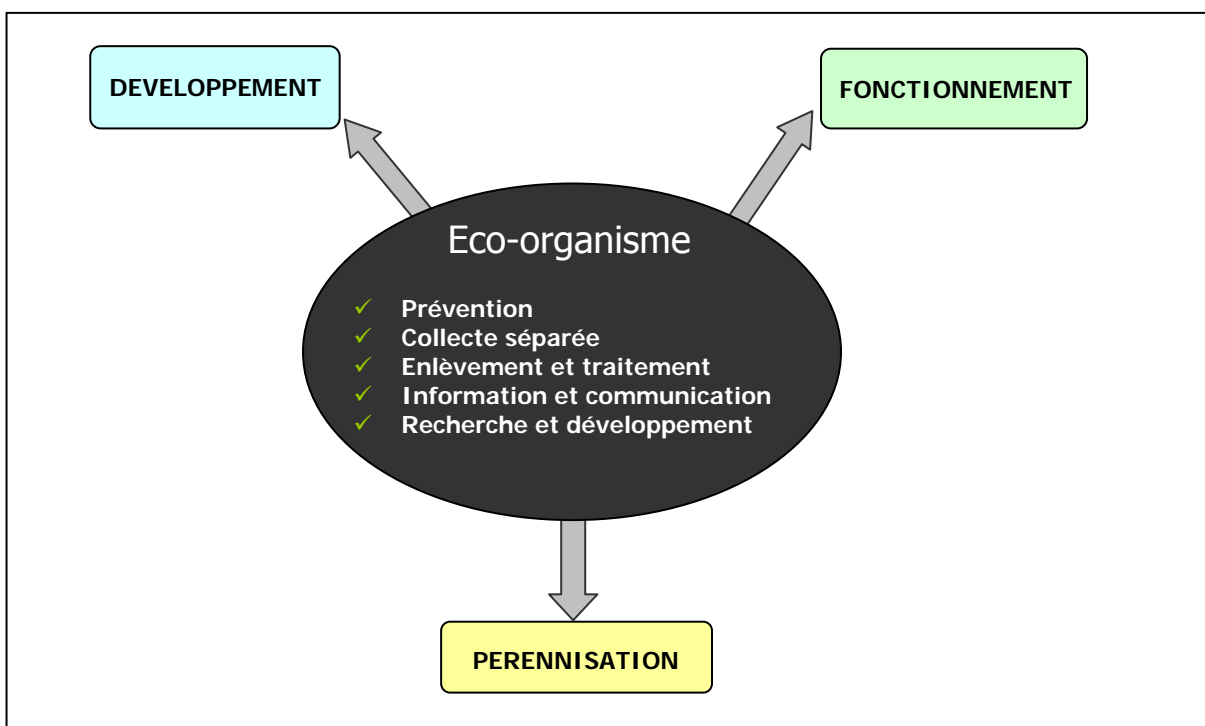 DEVELOPPEMENT
FONCTIONNEMENT
Eco-organisme
✓ Prévention
✓ Collecte séparée
✓ Enlèvement et traitement
✓ Information et communication
✓ Recherche et développement
PERENNISATION